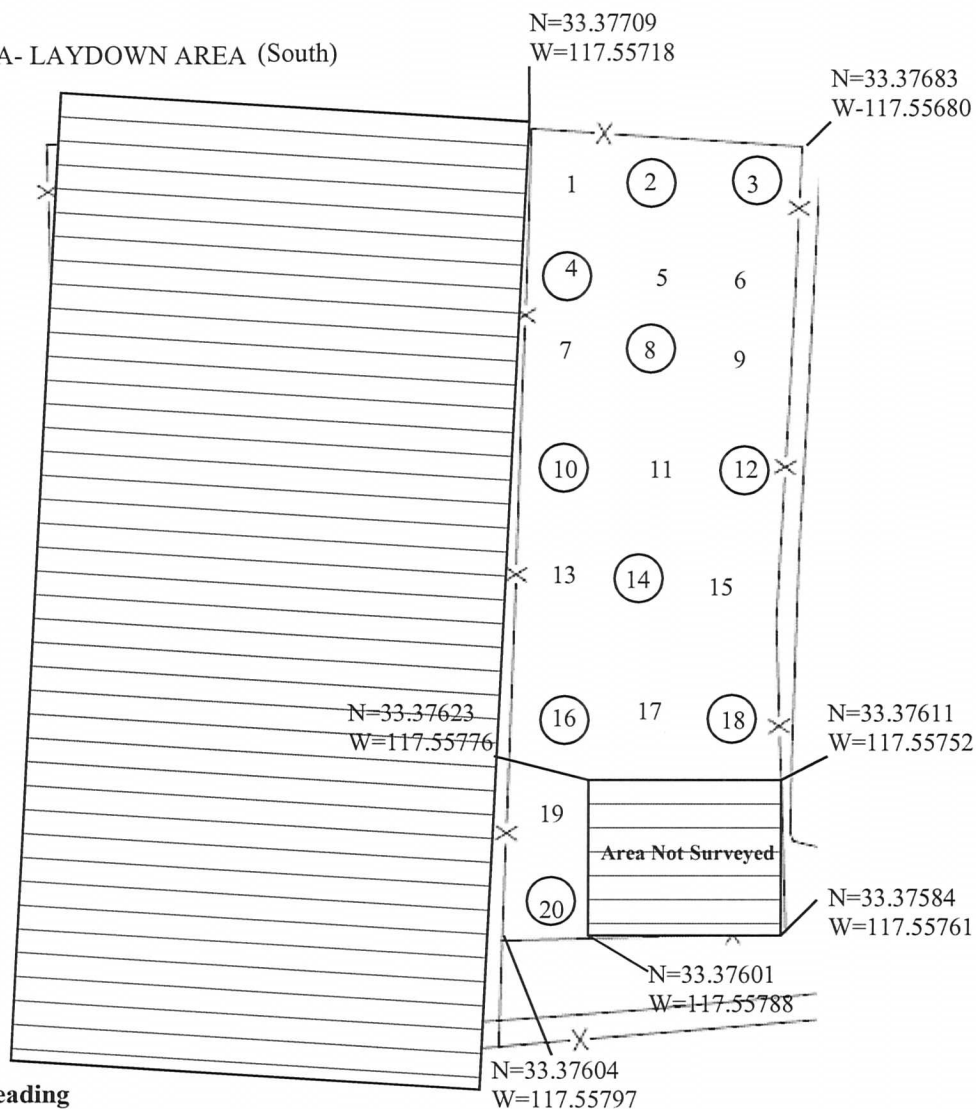 N=33.37709
W=117.55718
A- LAYDOWN AREA (South)
N=33.37683
W-117.55680
1 2 3
4 5 6
7 8 9
10 11 12
13 14 15
N=33.37623
W=117.55776
16 17 18
N=33.37611
W=117.55752
19
Area Not Surveyed
20
N=33.37584
W=117.55761
N=33.37601
W=117.55788
N=33.37604
W=117.55797
eading